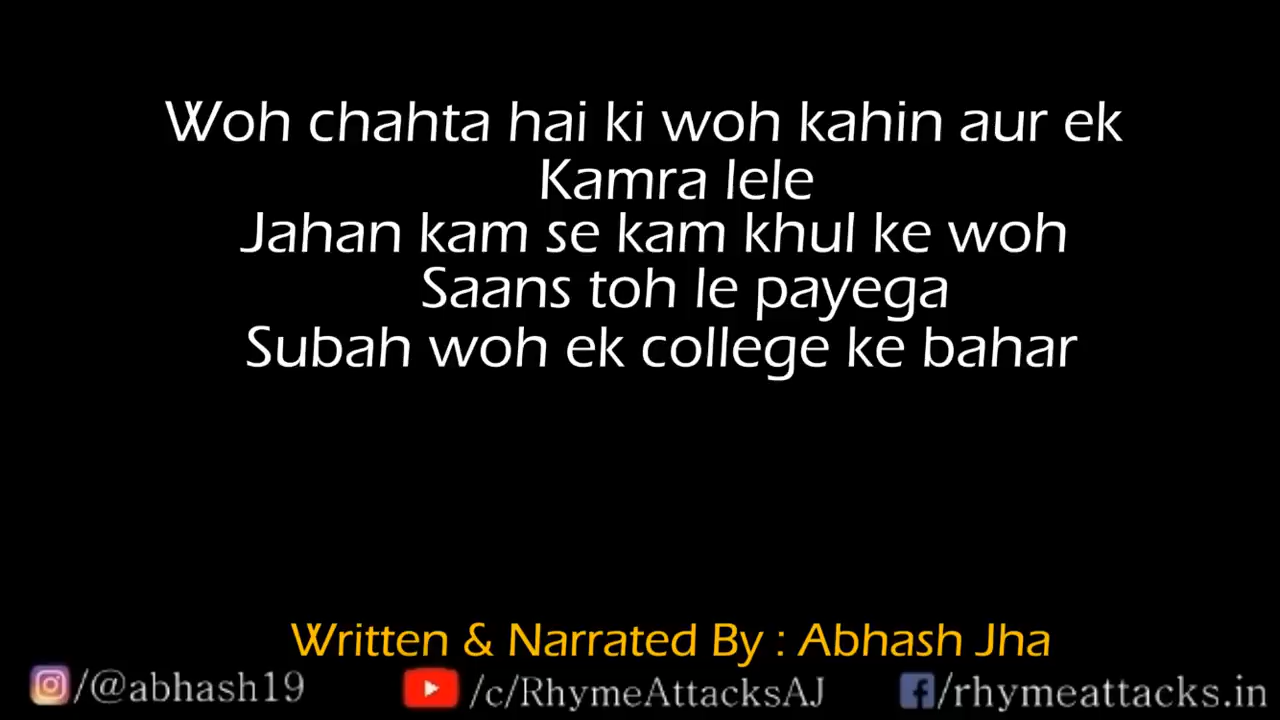 Woh chahta hai ki woh kahin aur ek
Kamra lele
Jahan kam se kam khul ke woh
Saans toh le payega
Subah woh ek college ke bahar
Written & Narrated By : Abhash Jha
/@abhash19 /c/RhymeAttacksAJ /rhymeattacks.in